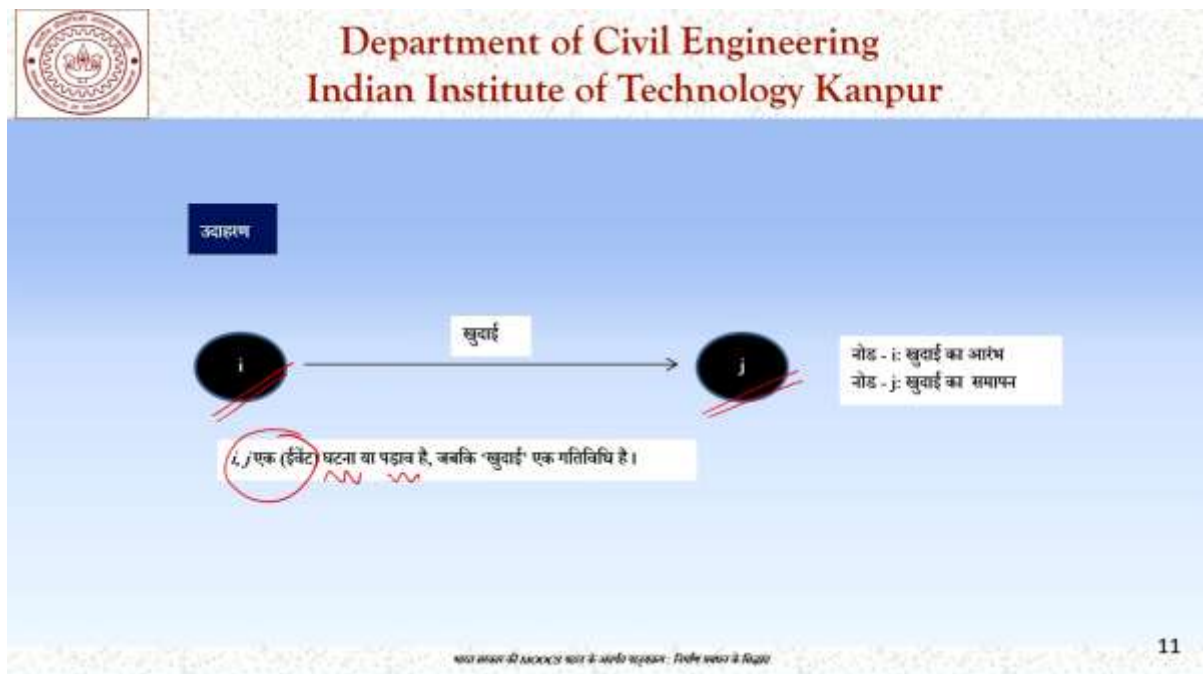 Department of Civil Engineering
Indian Institute of Technology Kanpur
उदाहरण
खुदाई
i
j
नोड - i: खुदाई का आरंभ
नोड - j: खुदाई का समापन
i, j एक (ईवेंट) घटना या पड़ाव है, जबकि 'खुदाई' एक गतिविधि है।
11